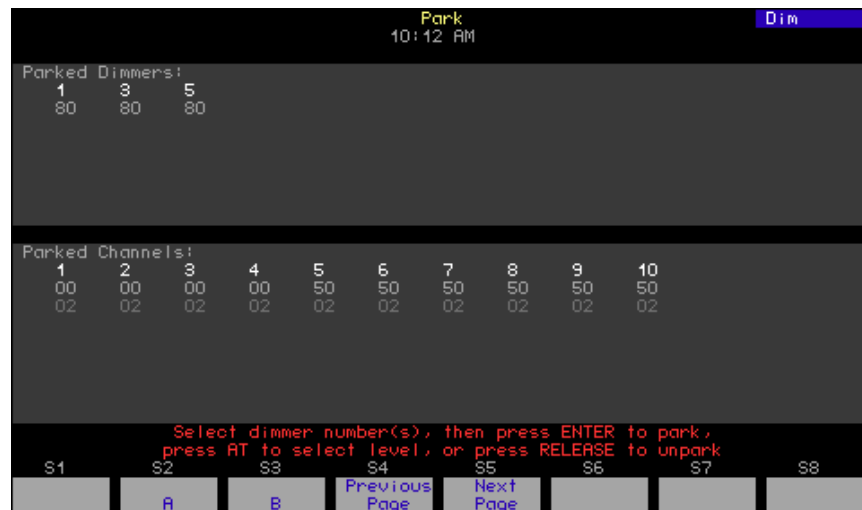 Park
Dim
10:12 AM
Parked Dimmers:
1 3 5
80 80 80
Parked Channels:
1 2 3 4 5 6 7 8 9 10
00 00 00 00 50 50 50 50 50 50
02 02 02 02 02 02 02 02 02 02
Select dimmer number(s), then press ENTER to park,
press AT to select level, or press RELEASE to unpark
S1 S2 S3 S4 S5 S6 S7 S8
Previous Next
A B Page Page